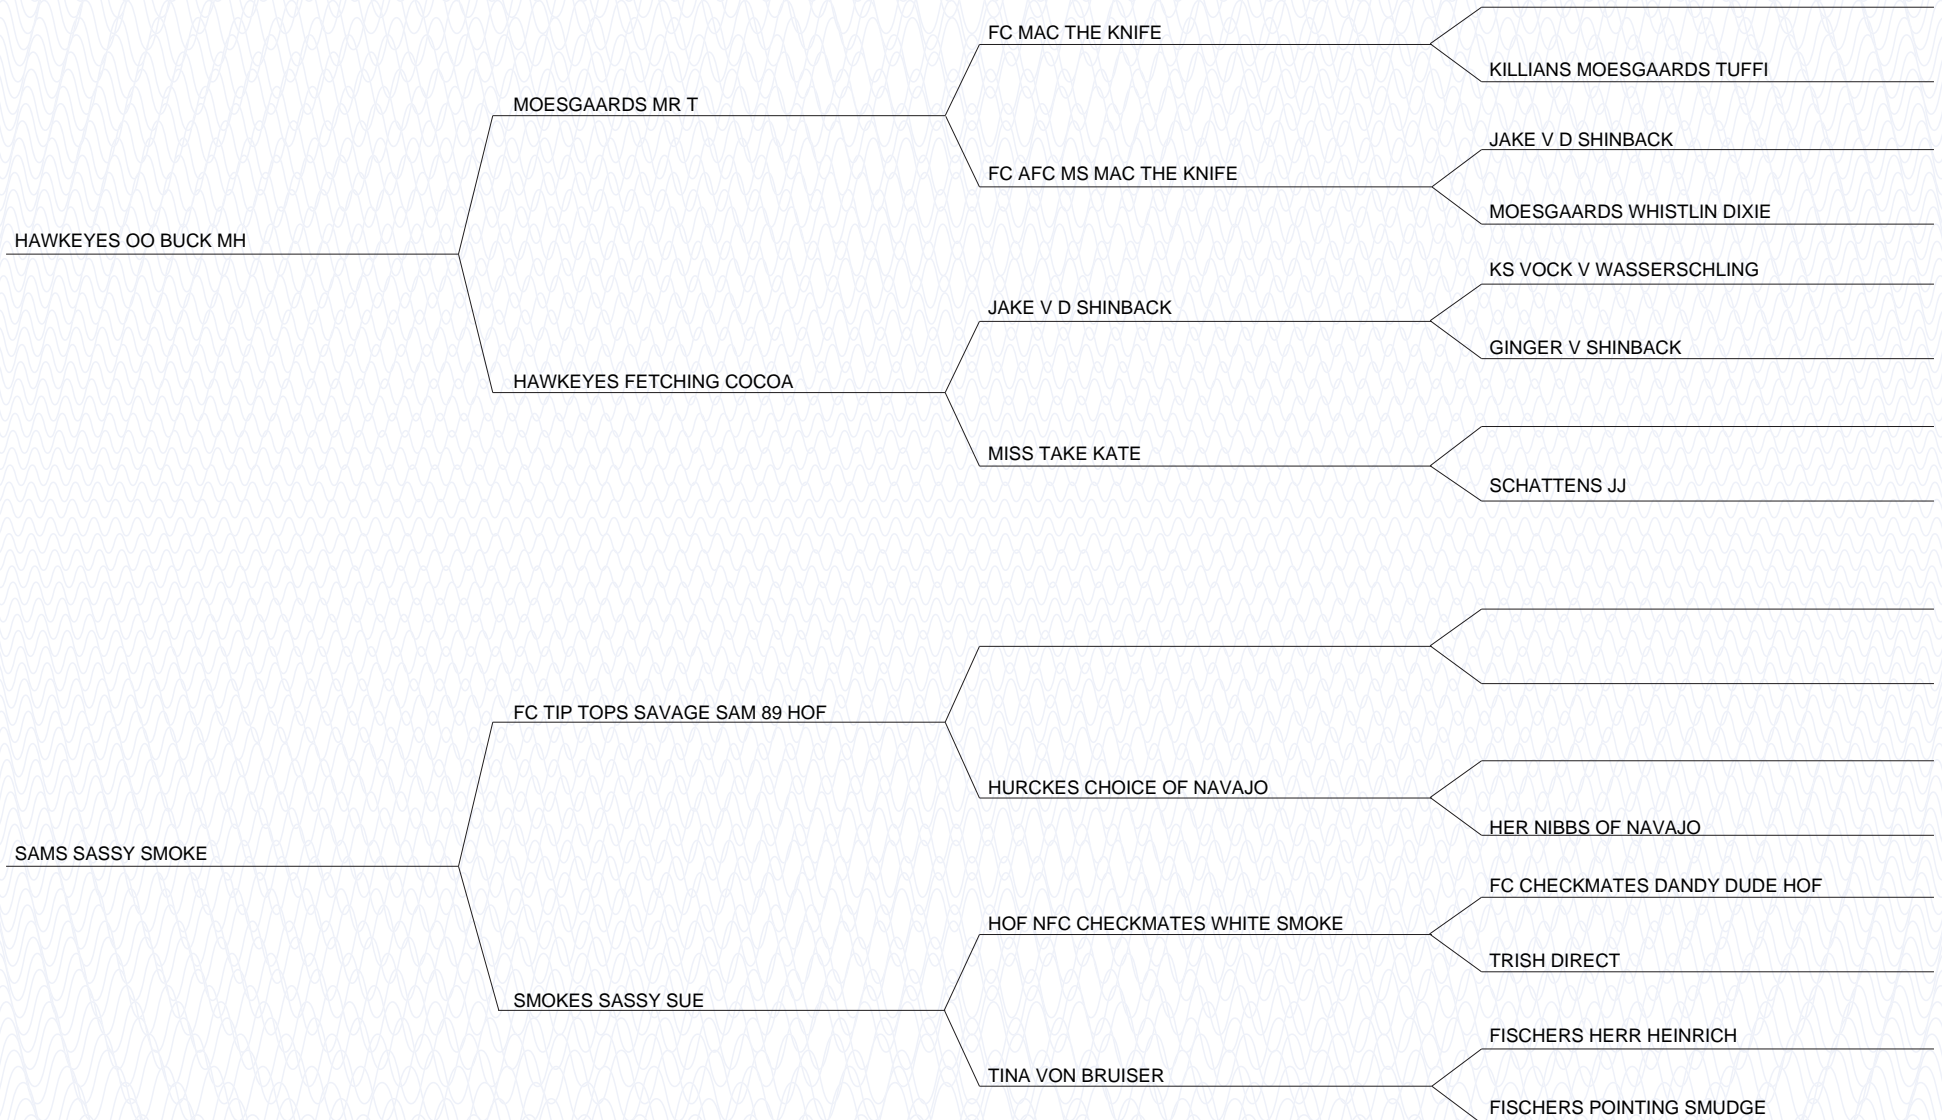 FC MAC THE KNIFE
KILLIANS MOESGAARDS TUFFI
MOESGAARDS MR T
JAKE V D SHINBACK
FC AFC MS MAC THE KNIFE
MOESGAARDS WHISTLIN DIXIE
HAWKEYES OO BUCK MH
KS VOCK V WASSERSCHLING
JAKE V D SHINBACK
GINGER V SHINBACK
HAWKEYES FETCHING COCOA
MISS TAKE KATE
SCHATTENS JJ
FC TIP TOPS SAVAGE SAM 89 HOF
HURCKES CHOICE OF NAVAJO
HER NIBBS OF NAVAJO
SAMS SASSY SMOKE
FC CHECKMATES DANDY DUDE HOF
HOF NFC CHECKMATES WHITE SMOKE
TRISH DIRECT
SMOKES SASSY SUE
FISCHERS HERR HEINRICH
TINA VON BRUISER
FISCHERS POINTING SMUDGE